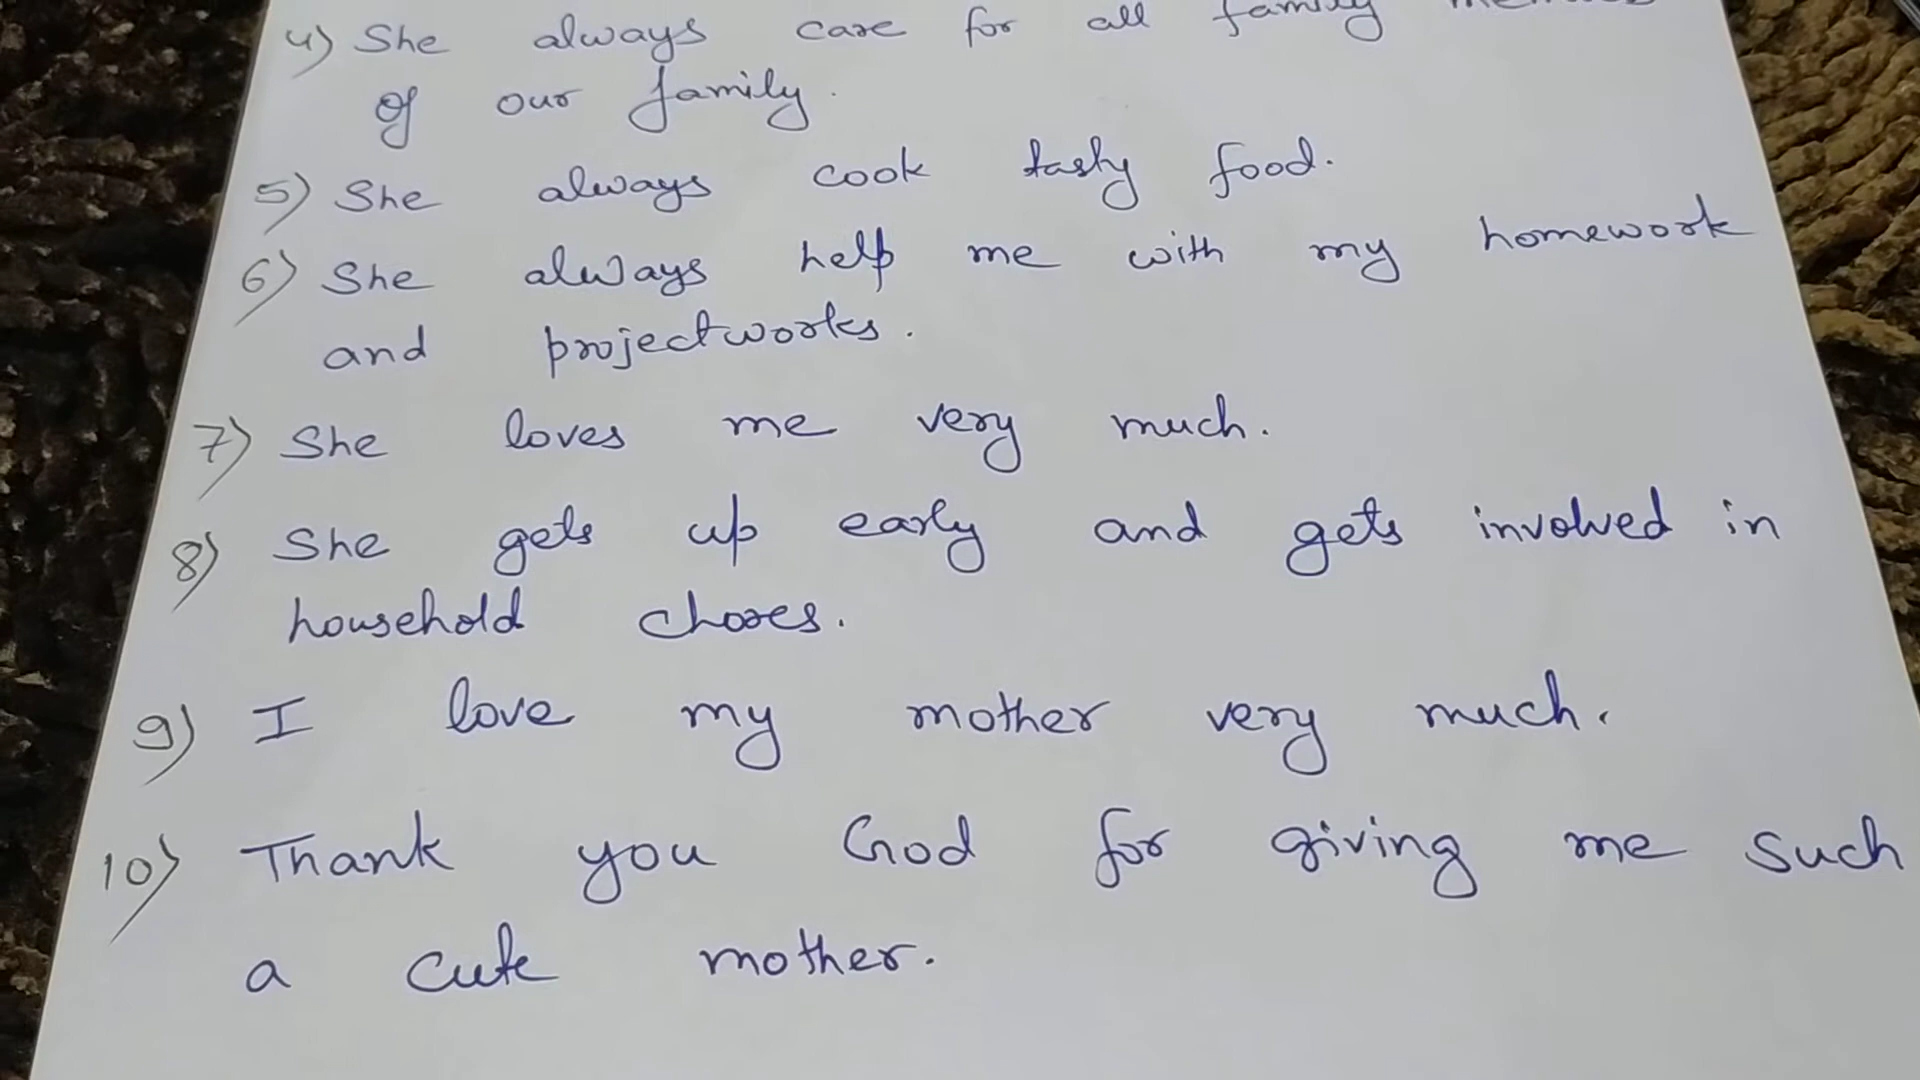 4) She always care for all family
of our family.
5) She always cook tasty food.
6) She always help me with my homework
and projectworks.
7) She loves me very much.
8) She gets up early and gets involved in
household chores.
9) I love my mother very much.
10) Thank you God for giving me such
a cute mother.